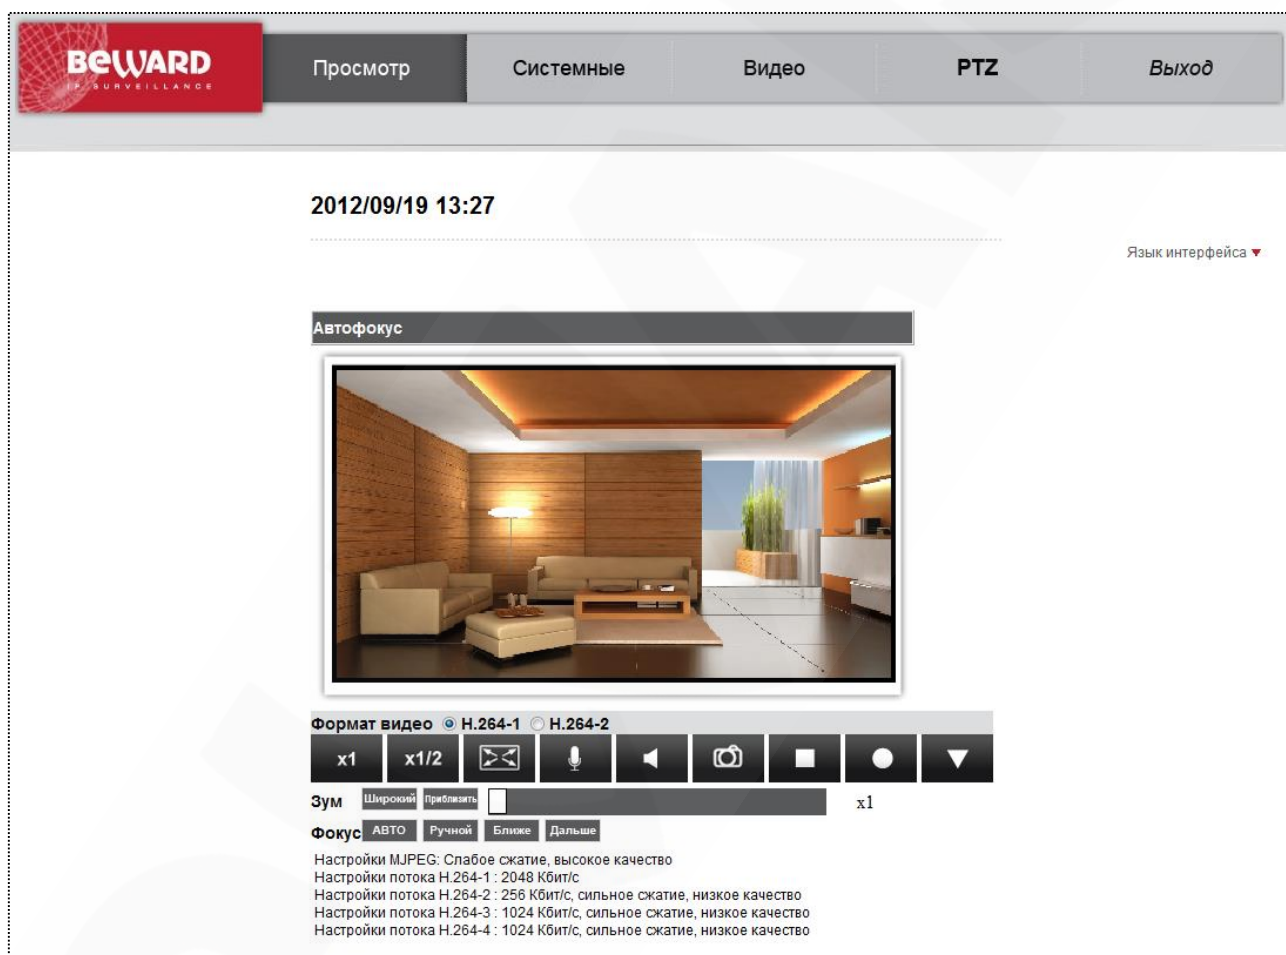 BEWARD
IP SURVEILLANCE
Просмотр
Системные
Видео
PTZ
Выход
2012/09/19 13:27
Язык интерфейса
Автофокус
Формат видео H.264-1 H.264-2
x1 x1/2
Зум Широкий Приблизить x1
Фокус АВТО Ручной Ближе Дальше
Настройки MJPEG: Слабое сжатие, высокое качество
Настройки потока H.264-1 : 2048 Кбит/с
Настройки потока H.264-2 : 256 Кбит/с, сильное сжатие, низкое качество
Настройки потока H.264-3 : 1024 Кбит/с, сильное сжатие, низкое качество
Настройки потока H.264-4 : 1024 Кбит/с, сильное сжатие, низкое качество